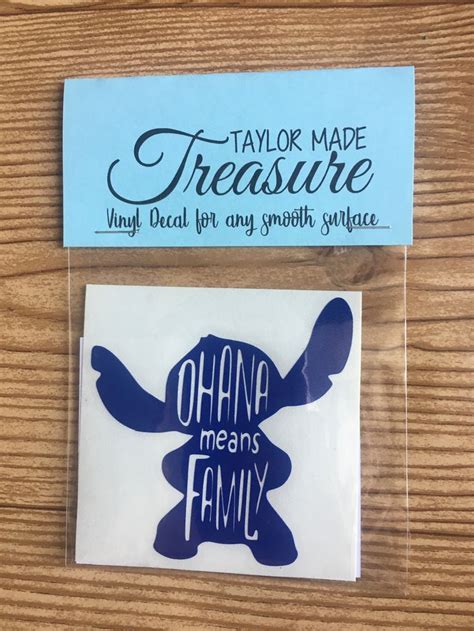 TAYLOR MADE
Treasure
Vinyl Decal for any smooth surface
OHANA
means
FAMILY